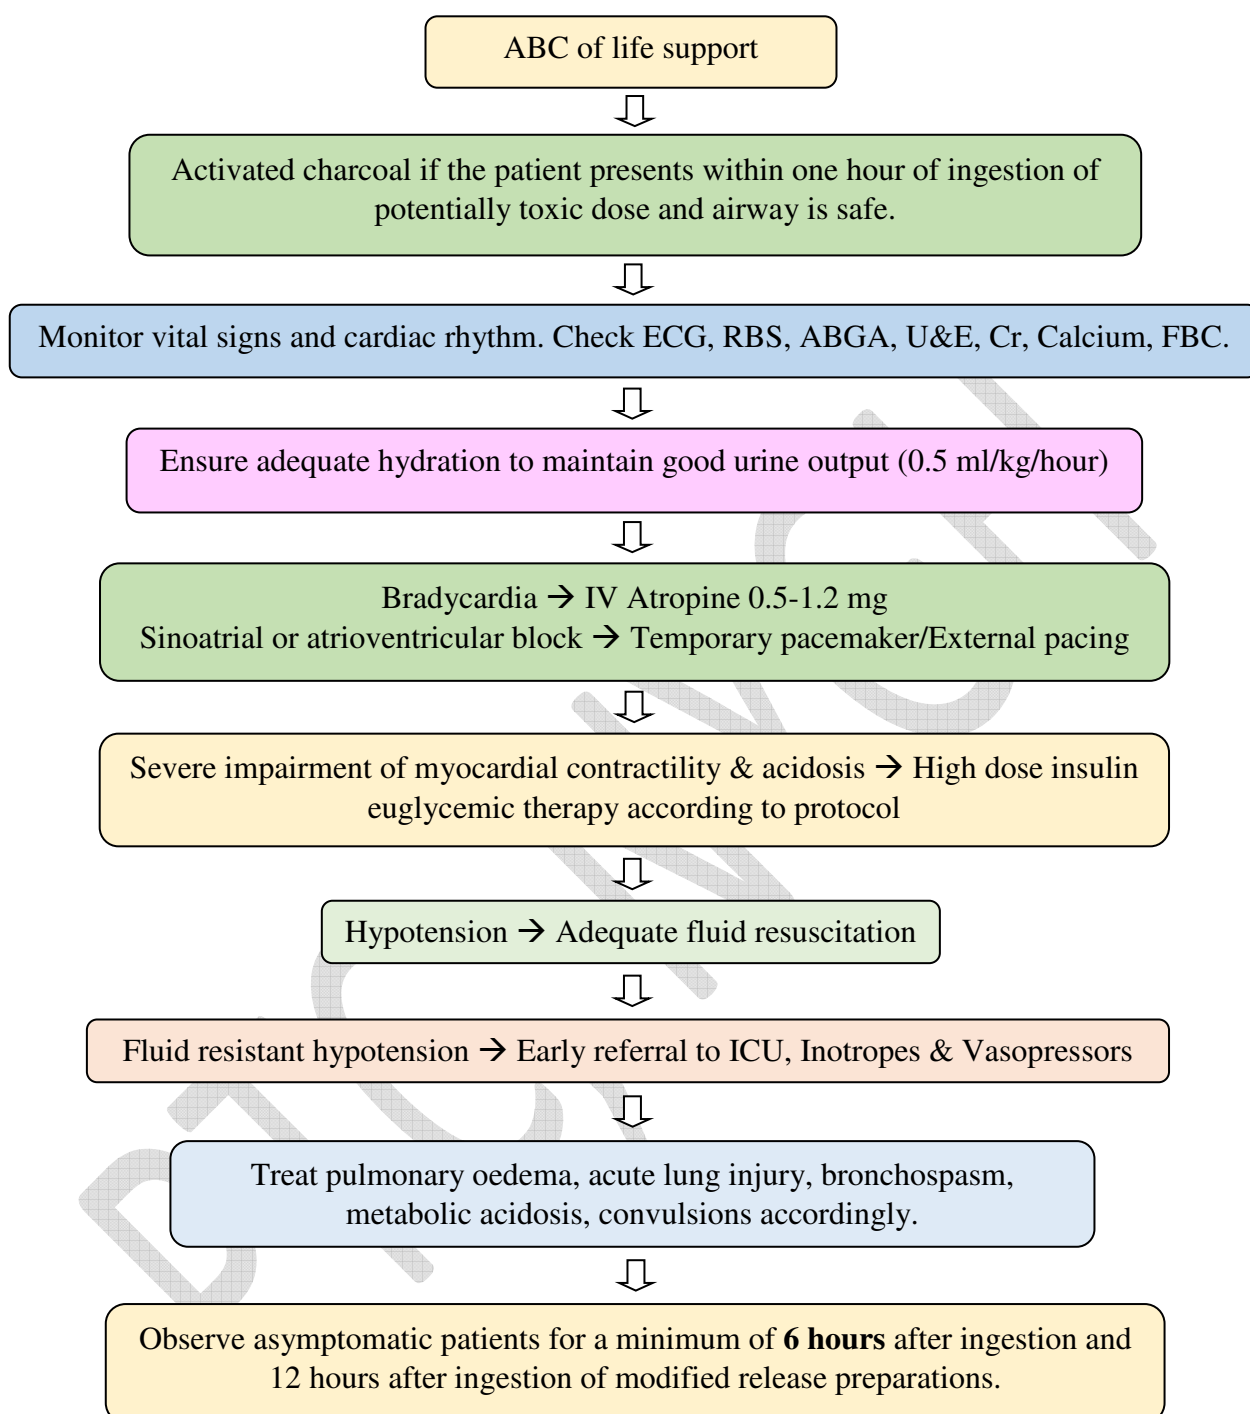 ABC of life support
Activated charcoal if the patient presents within one hour of ingestion of
potentially toxic dose and airway is safe.
Monitor vital signs and cardiac rhythm. Check ECG, RBS, ABGA, U&E, Cr, Calcium, FBC.
Ensure adequate hydration to maintain good urine output (0.5 ml/kg/hour)
Bradycardia → IV Atropine 0.5-1.2 mg
Sinoatrial or atrioventricular block → Temporary pacemaker/External pacing
Severe impairment of myocardial contractility & acidosis → High dose insulin
euglycemic therapy according to protocol
Hypotension → Adequate fluid resuscitation
Fluid resistant hypotension → Early referral to ICU, Inotropes & Vasopressors
Treat pulmonary oedema, acute lung injury, bronchospasm,
metabolic acidosis, convulsions accordingly.
Observe asymptomatic patients for a minimum of 6 hours after ingestion and
12 hours after ingestion of modified release preparations.